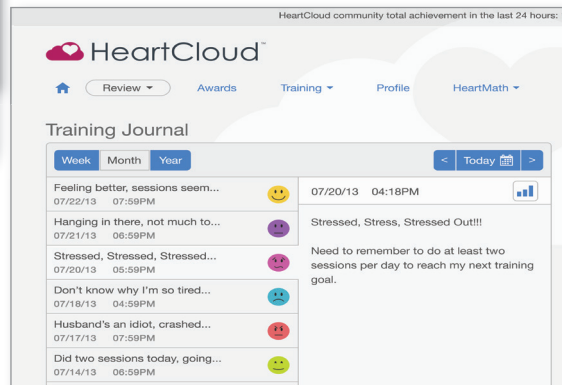 HeartCloud community total achievement in the last 24 hours:
HeartCloud™
Review
Awards
Training
Profile
HeartMath
Training Journal
Week
Month
Year
<
Today
>
Feeling better, sessions seem...
07/22/13 07:59PM
Hanging in there, not much to...
07/21/13 06:59PM
Stressed, Stressed, Stressed...
07/20/13 05:59PM
Don't know why I'm so tired...
07/18/13 04:59PM
Husband's an idiot, crashed...
07/17/13 07:59PM
Did two sessions today, going...
07/14/13 06:59PM
07/20/13 04:18PM
Stressed, Stress, Stressed Out!!!
Need to remember to do at least two
sessions per day to reach my next training
goal.